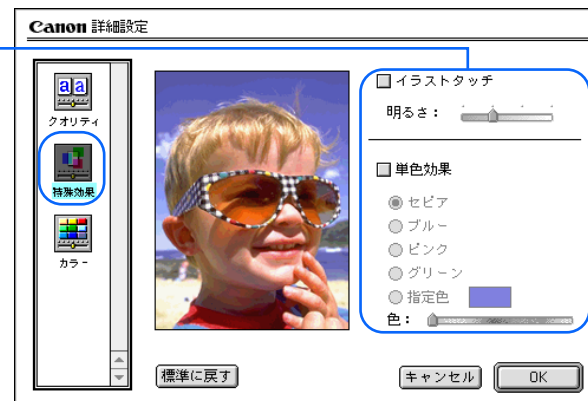 Canon 詳細設定
aa
クオリティ
特殊効果
カラー
イラストタッチ
明るさ：
単色効果
セピア
ブルー
ピンク
グリーン
指定色
色：
標準に戻す
キャンセル
OK